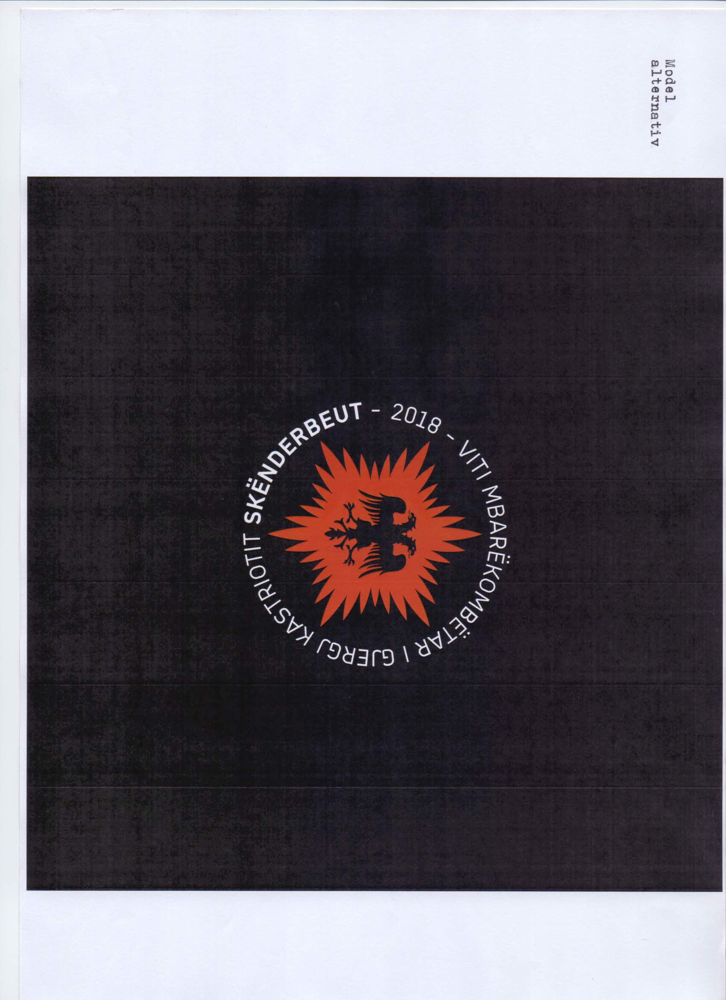 Model
alternativ
2018 - VITI MBARËKOMBËTAR I GJERGJ KASTRIOTIT SKËNDERBEUT -